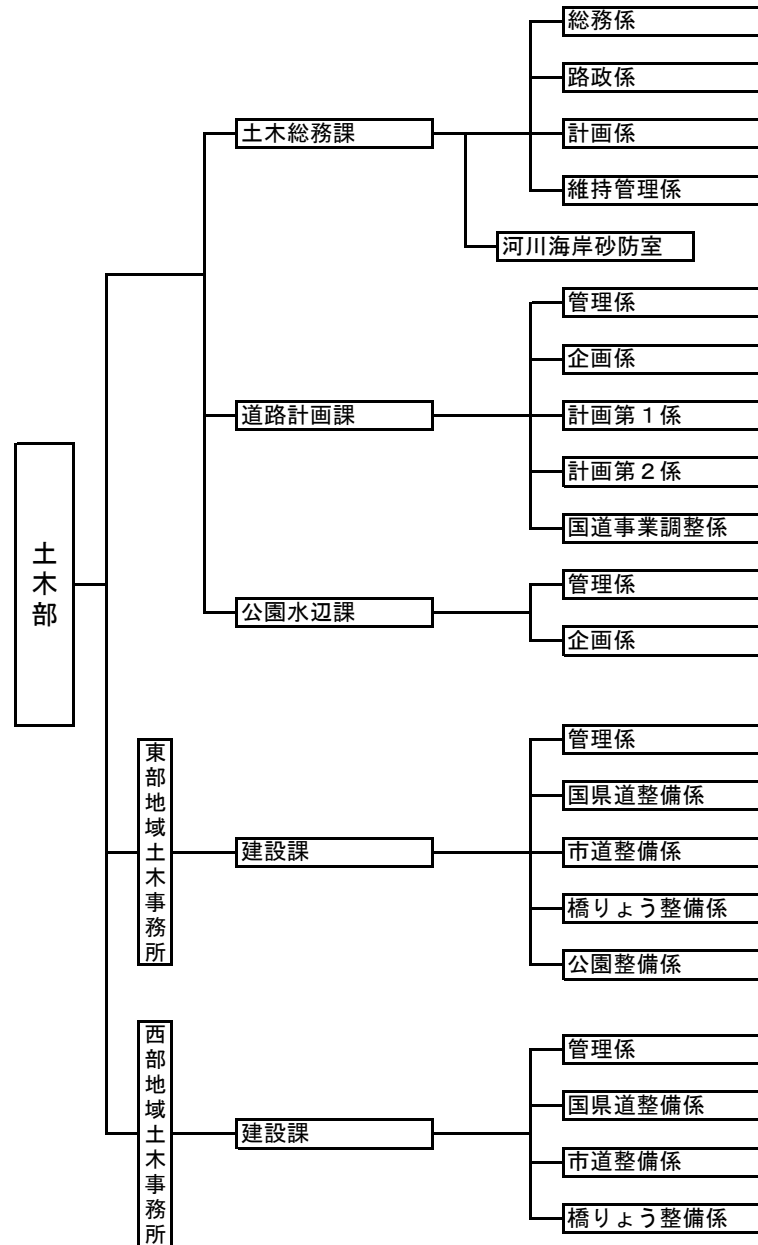 土木部
土木総務課
総務係
路政係
計画係
維持管理係
河川海岸砂防室
道路計画課
管理係
企画係
計画第１係
計画第２係
国道事業調整係
公園水辺課
管理係
企画係
東部地域土木事務所
建設課
管理係
国県道整備係
市道整備係
橋りょう整備係
公園整備係
西部地域土木事務所
建設課
管理係
国県道整備係
市道整備係
橋りょう整備係